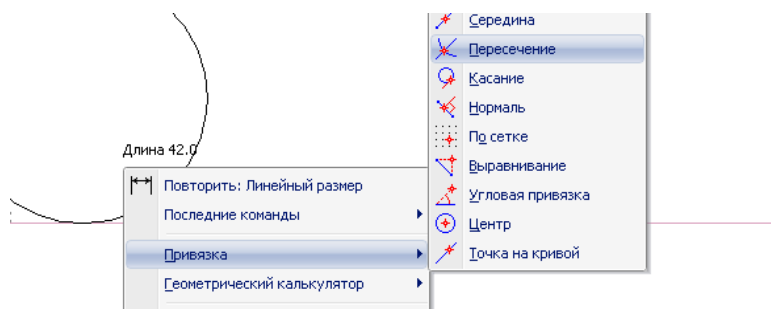 Середина
Пересечение
Касание
Нормаль
По сетке
Выравнивание
Угловая привязка
Центр
Точка на кривой
Длина 42.0
Повторить: Линейный размер
Последние команды
Привязка
Геометрический калькулятор